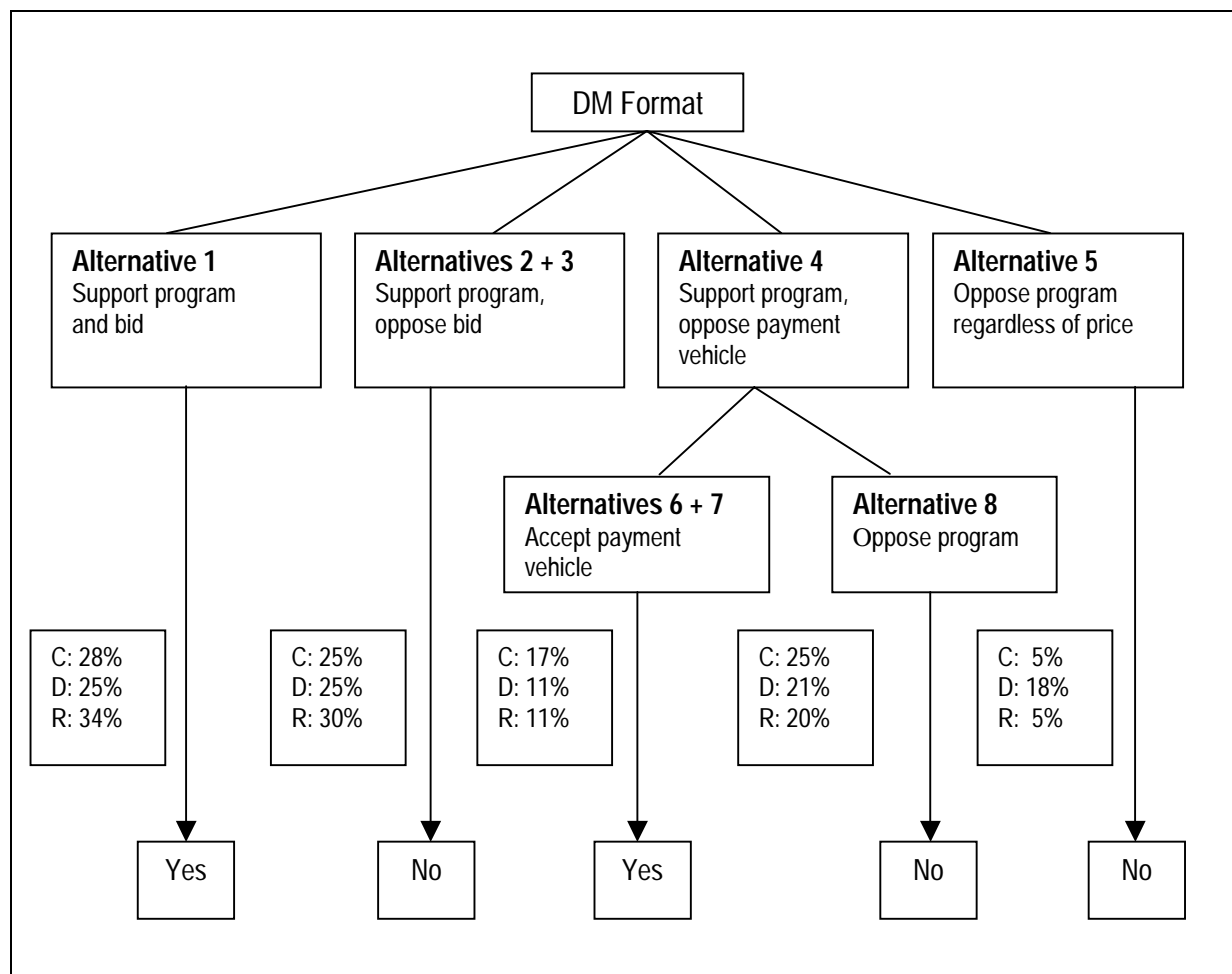 DM Format
Alternative 1
Support program
and bid
Alternatives 2 + 3
Support program,
oppose bid
Alternative 4
Support program,
oppose payment
vehicle
Alternative 5
Oppose program
regardless of price
Alternatives 6 + 7
Accept payment
vehicle
Alternative 8
Oppose program
C: 28%
D: 25%
R: 34%
C: 25%
D: 25%
R: 30%
C: 17%
D: 11%
R: 11%
C: 25%
D: 21%
R: 20%
C: 5%
D: 18%
R: 5%
Yes
No
Yes
No
No